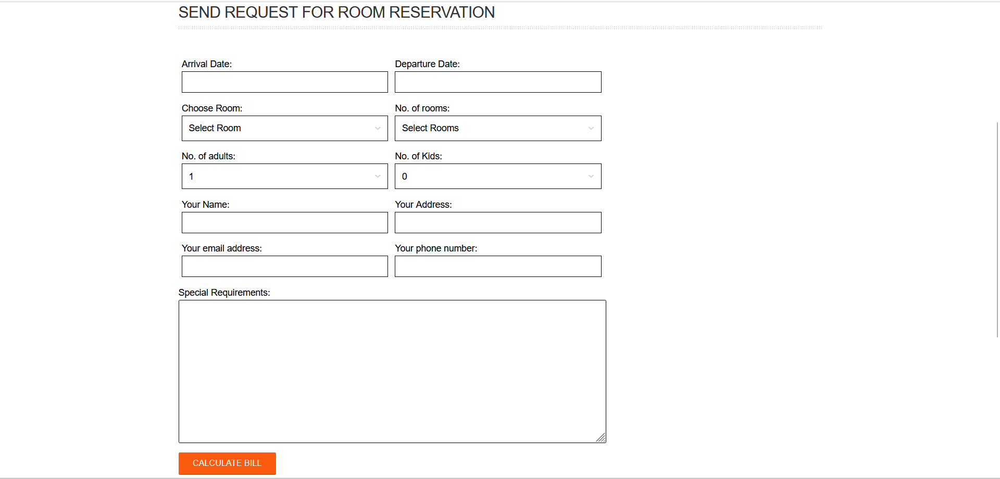 SEND REQUEST FOR ROOM RESERVATION
Arrival Date: Departure Date:
Choose Room: No. of rooms:
Select Room Select Rooms
No. of adults: No. of Kids:
1 0
Your Name: Your Address:
Your email address: Your phone number:
Special Requirements:
CALCULATE BILL